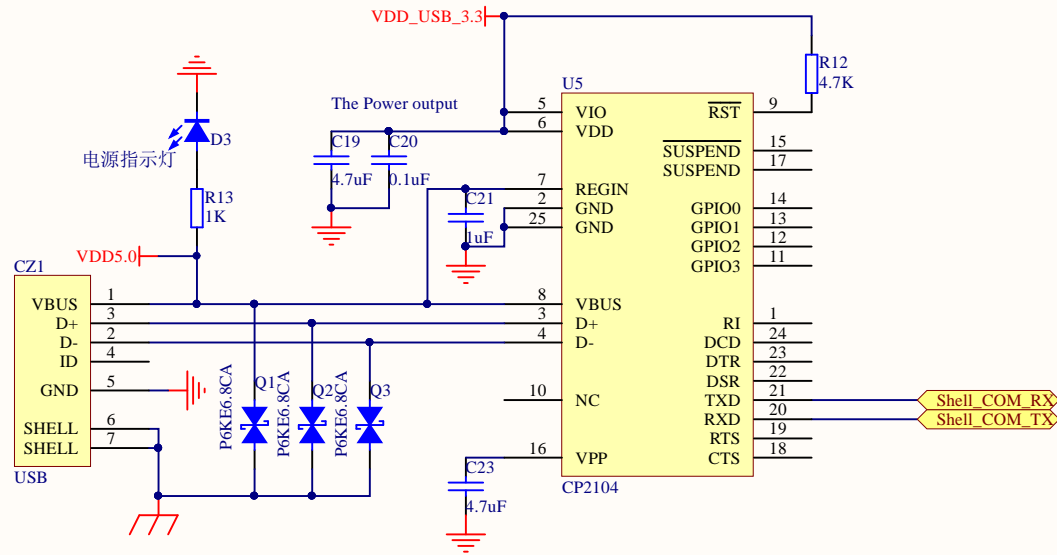 VDD_USB_3.3
R12
4.7K
U5
The Power output
5 VIO
6 VDD
RST 9
C19
4.7uF
C20
0.1uF
D3
电源指示灯
SUSPEND 15
SUSPEND 17
R13
1K
7 REGIN
2 GND
25 GND
C21
1uF
GPIO0 14
GPIO1 13
GPIO2 12
GPIO3 11
VDD5.0
CZ1
VBUS 1
D+ 3
D- 2
ID 4
GND 5
SHELL 6
SHELL 7
USB
8 VBUS
3 D+
4 D-
RI 1
DCD 24
DTR 23
DSR 22
TXD 21
RXD 20
RTS 19
CTS 18
Shell_COM_RX
Shell_COM_TX
P6KE6.8CA
Q1
P6KE6.8CA
Q2
P6KE6.8CA
Q3
10 NC
16 VPP
C23
4.7uF
CP2104